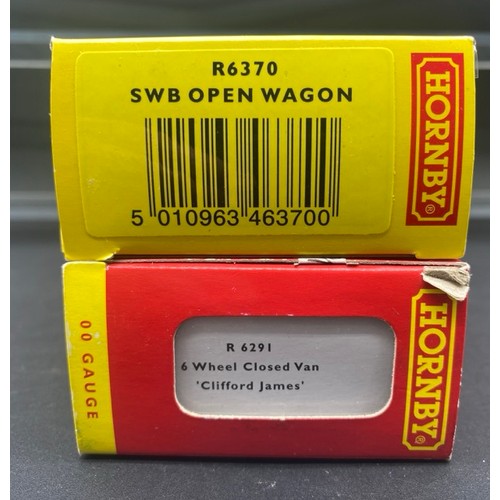 R6370
SWB OPEN WAGON
5 010963 463700
HORNBY®
00 GAUGE
R 6291
6 Wheel Closed Van
'Clifford James'
HORNBY®